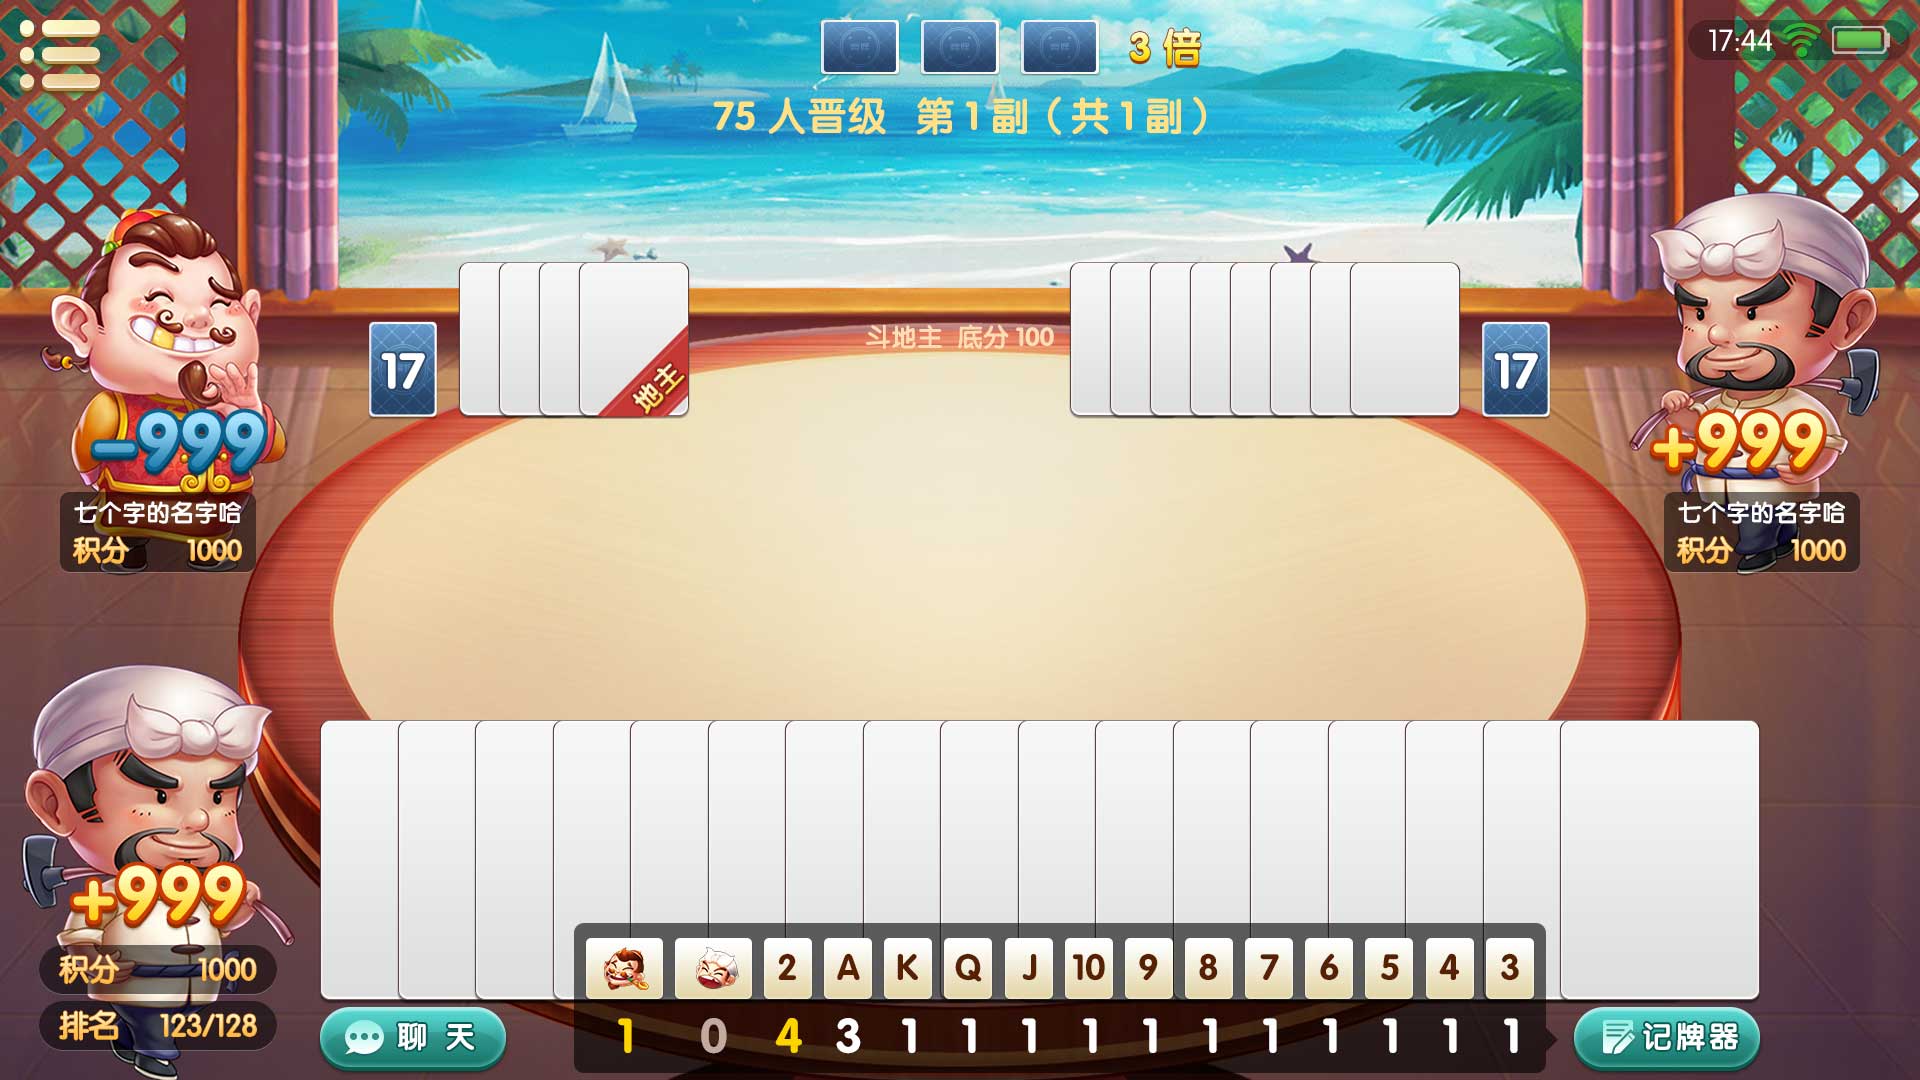 3 倍
17:44
75 人晋级 第1副（共1副）
斗地主 底分 100
17
地主
17
-999
+999
七个字的名字哈
积分 1000
七个字的名字哈
积分 1000
+999
积分 1000
排名 123/128
2 A K Q J 10 9 8 7 6 5 4 3
1 0 4 3 1 1 1 1 1 1 1 1 1 1 1
聊 天
记牌器